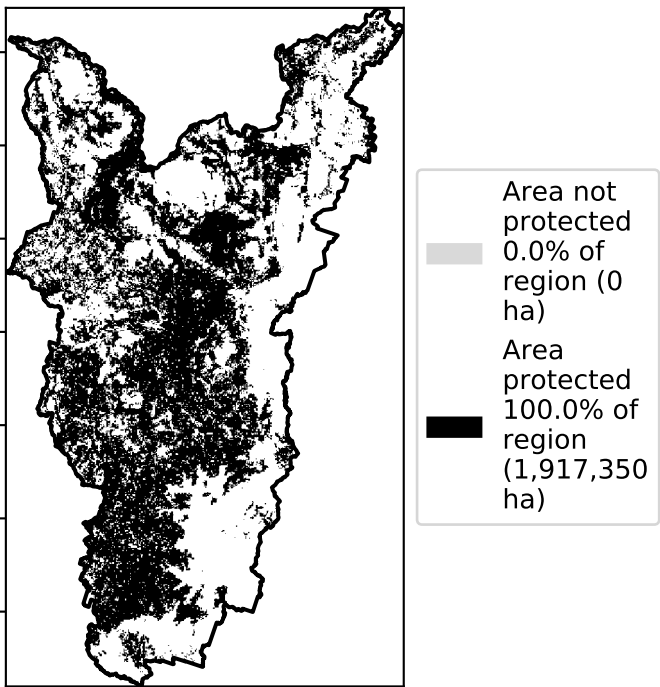 Area not
protected
0.0% of
region (0
ha)
Area
protected
100.0% of
region
(1,917,350
ha)